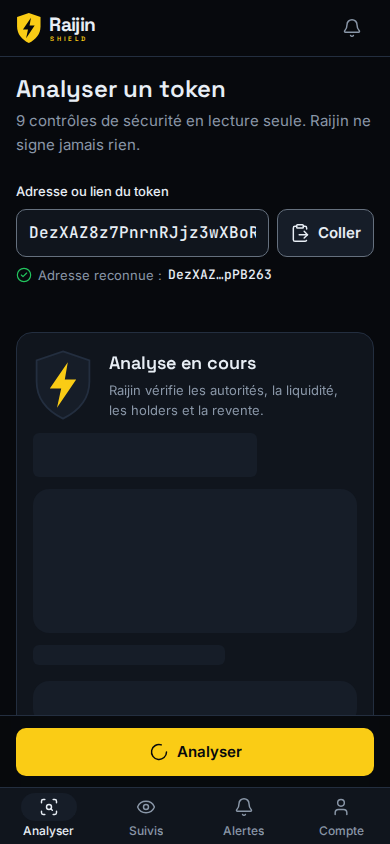 Raijin
SHIELD
Analyser un token
9 contrôles de sécurité en lecture seule. Raijin ne
signe jamais rien.
Adresse ou lien du token
DezXAZ8z7PnrnRJjz3wXBoR
Coller
Adresse reconnue : DezXAZ…pPB263
Analyse en cours
Raijin vérifie les autorités, la liquidité,
les holders et la revente.
Analyser
Analyser
Suivis
Alertes
Compte